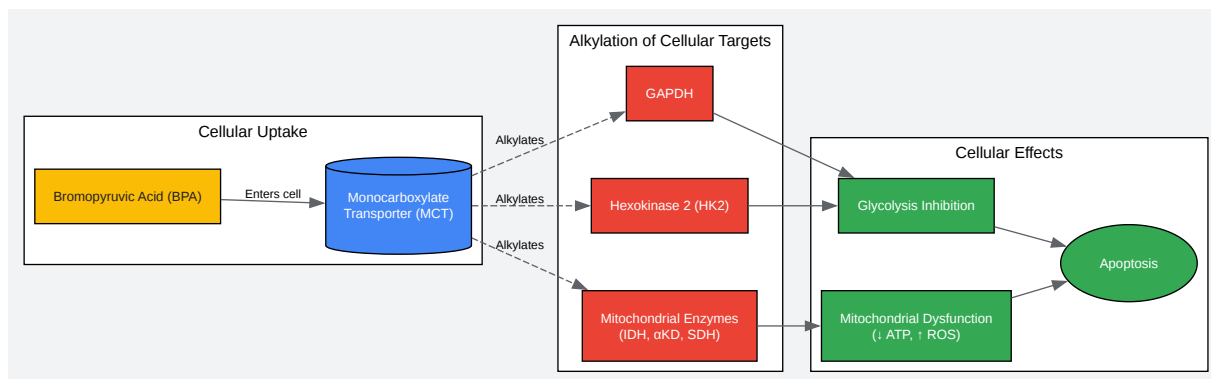 Cellular Uptake
Bromopyruvic Acid (BPA)
Enters cell
Monocarboxylate
Transporter (MCT)
Alkylates
Alkylates
Alkylates
Alkylation of Cellular Targets
GAPDH
Hexokinase 2 (HK2)
Mitochondrial Enzymes
(IDH, αKD, SDH)
Cellular Effects
Glycolysis Inhibition
Mitochondrial Dysfunction
(↓ ATP, ↑ ROS)
Apoptosis